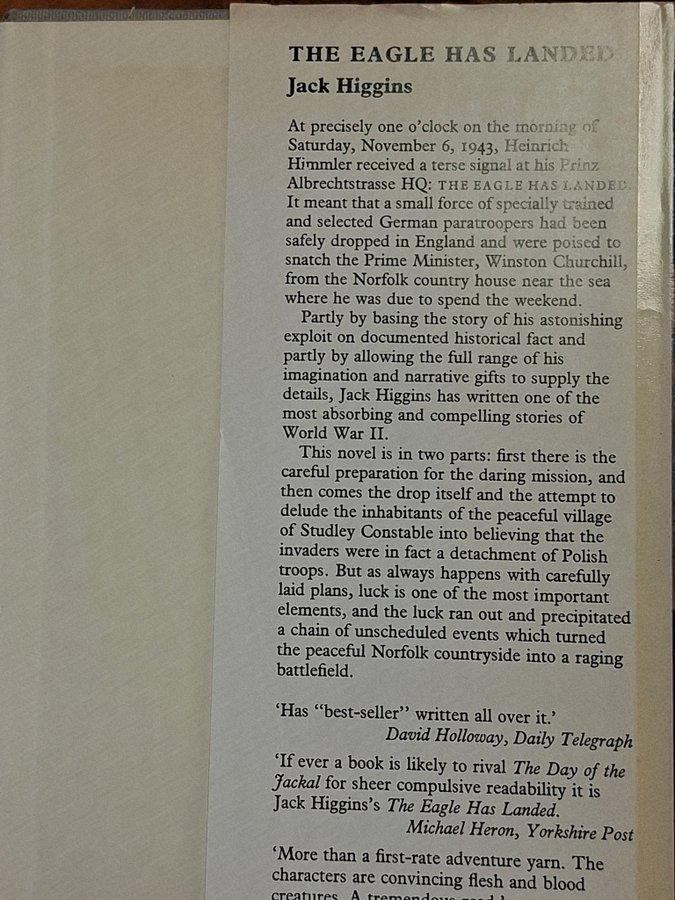 THE EAGLE HAS LANDED
Jack Higgins
At precisely one o'clock on the morning of
Saturday, November 6, 1943, Heinrich
Himmler received a terse signal at his Prinz
Albrechtstrasse HQ: THE EAGLE HAS LANDED.
It meant that a small force of specially trained
and selected German paratroopers had been
safely dropped in England and were poised to
snatch the Prime Minister, Winston Churchill,
from the Norfolk country house near the sea
where he was due to spend the weekend.
Partly by basing the story of his astonishing
exploit on documented historical fact and
partly by allowing the full range of his
imagination and narrative gifts to supply the
details, Jack Higgins has written one of the
most absorbing and compelling stories of
World War II.
This novel is in two parts: first there is the
careful preparation for the daring mission, and
then comes the drop itself and the attempt to
delude the inhabitants of the peaceful village
of Studley Constable into believing that the
invaders were in fact a detachment of Polish
troops. But as always happens with carefully
laid plans, luck is one of the most important
elements, and the luck ran out and precipitated
a chain of unscheduled events which turned
the peaceful Norfolk countryside into a raging
battlefield.
‘Has “best-seller” written all over it.’
David Holloway, Daily Telegraph
‘If ever a book is likely to rival The Day of the
Jackal for sheer compulsive readability it is
Jack Higgins's The Eagle Has Landed.
Michael Heron, Yorkshire Post
‘More than a first-rate adventure yarn. The
characters are convincing flesh and blood
creatures. A tremendous